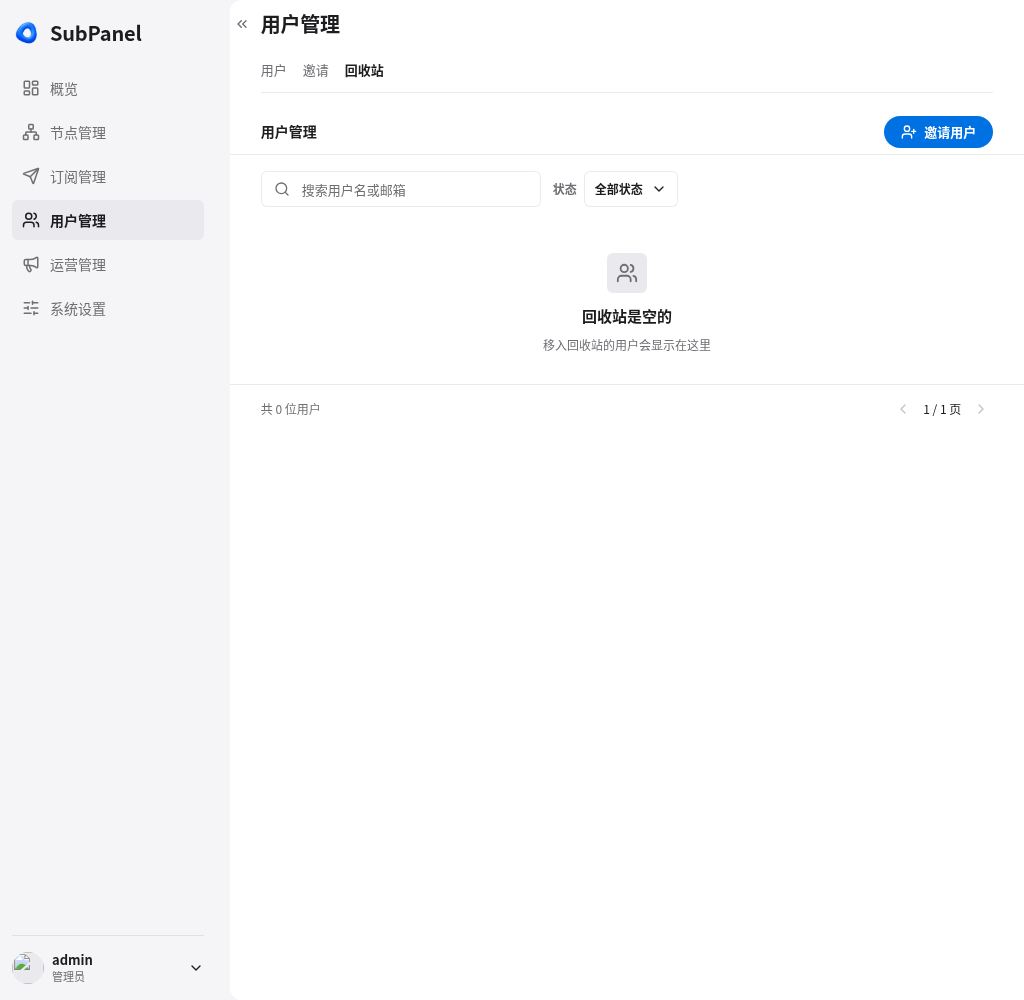 SubPanel
概览
节点管理
订阅管理
用户管理
运营管理
系统设置
admin
管理员
用户管理
用户 邀请 回收站
用户管理
邀请用户
搜索用户名或邮箱 状态 全部状态
回收站是空的
移入回收站的用户会显示在这里
共 0 位用户
1 / 1 页